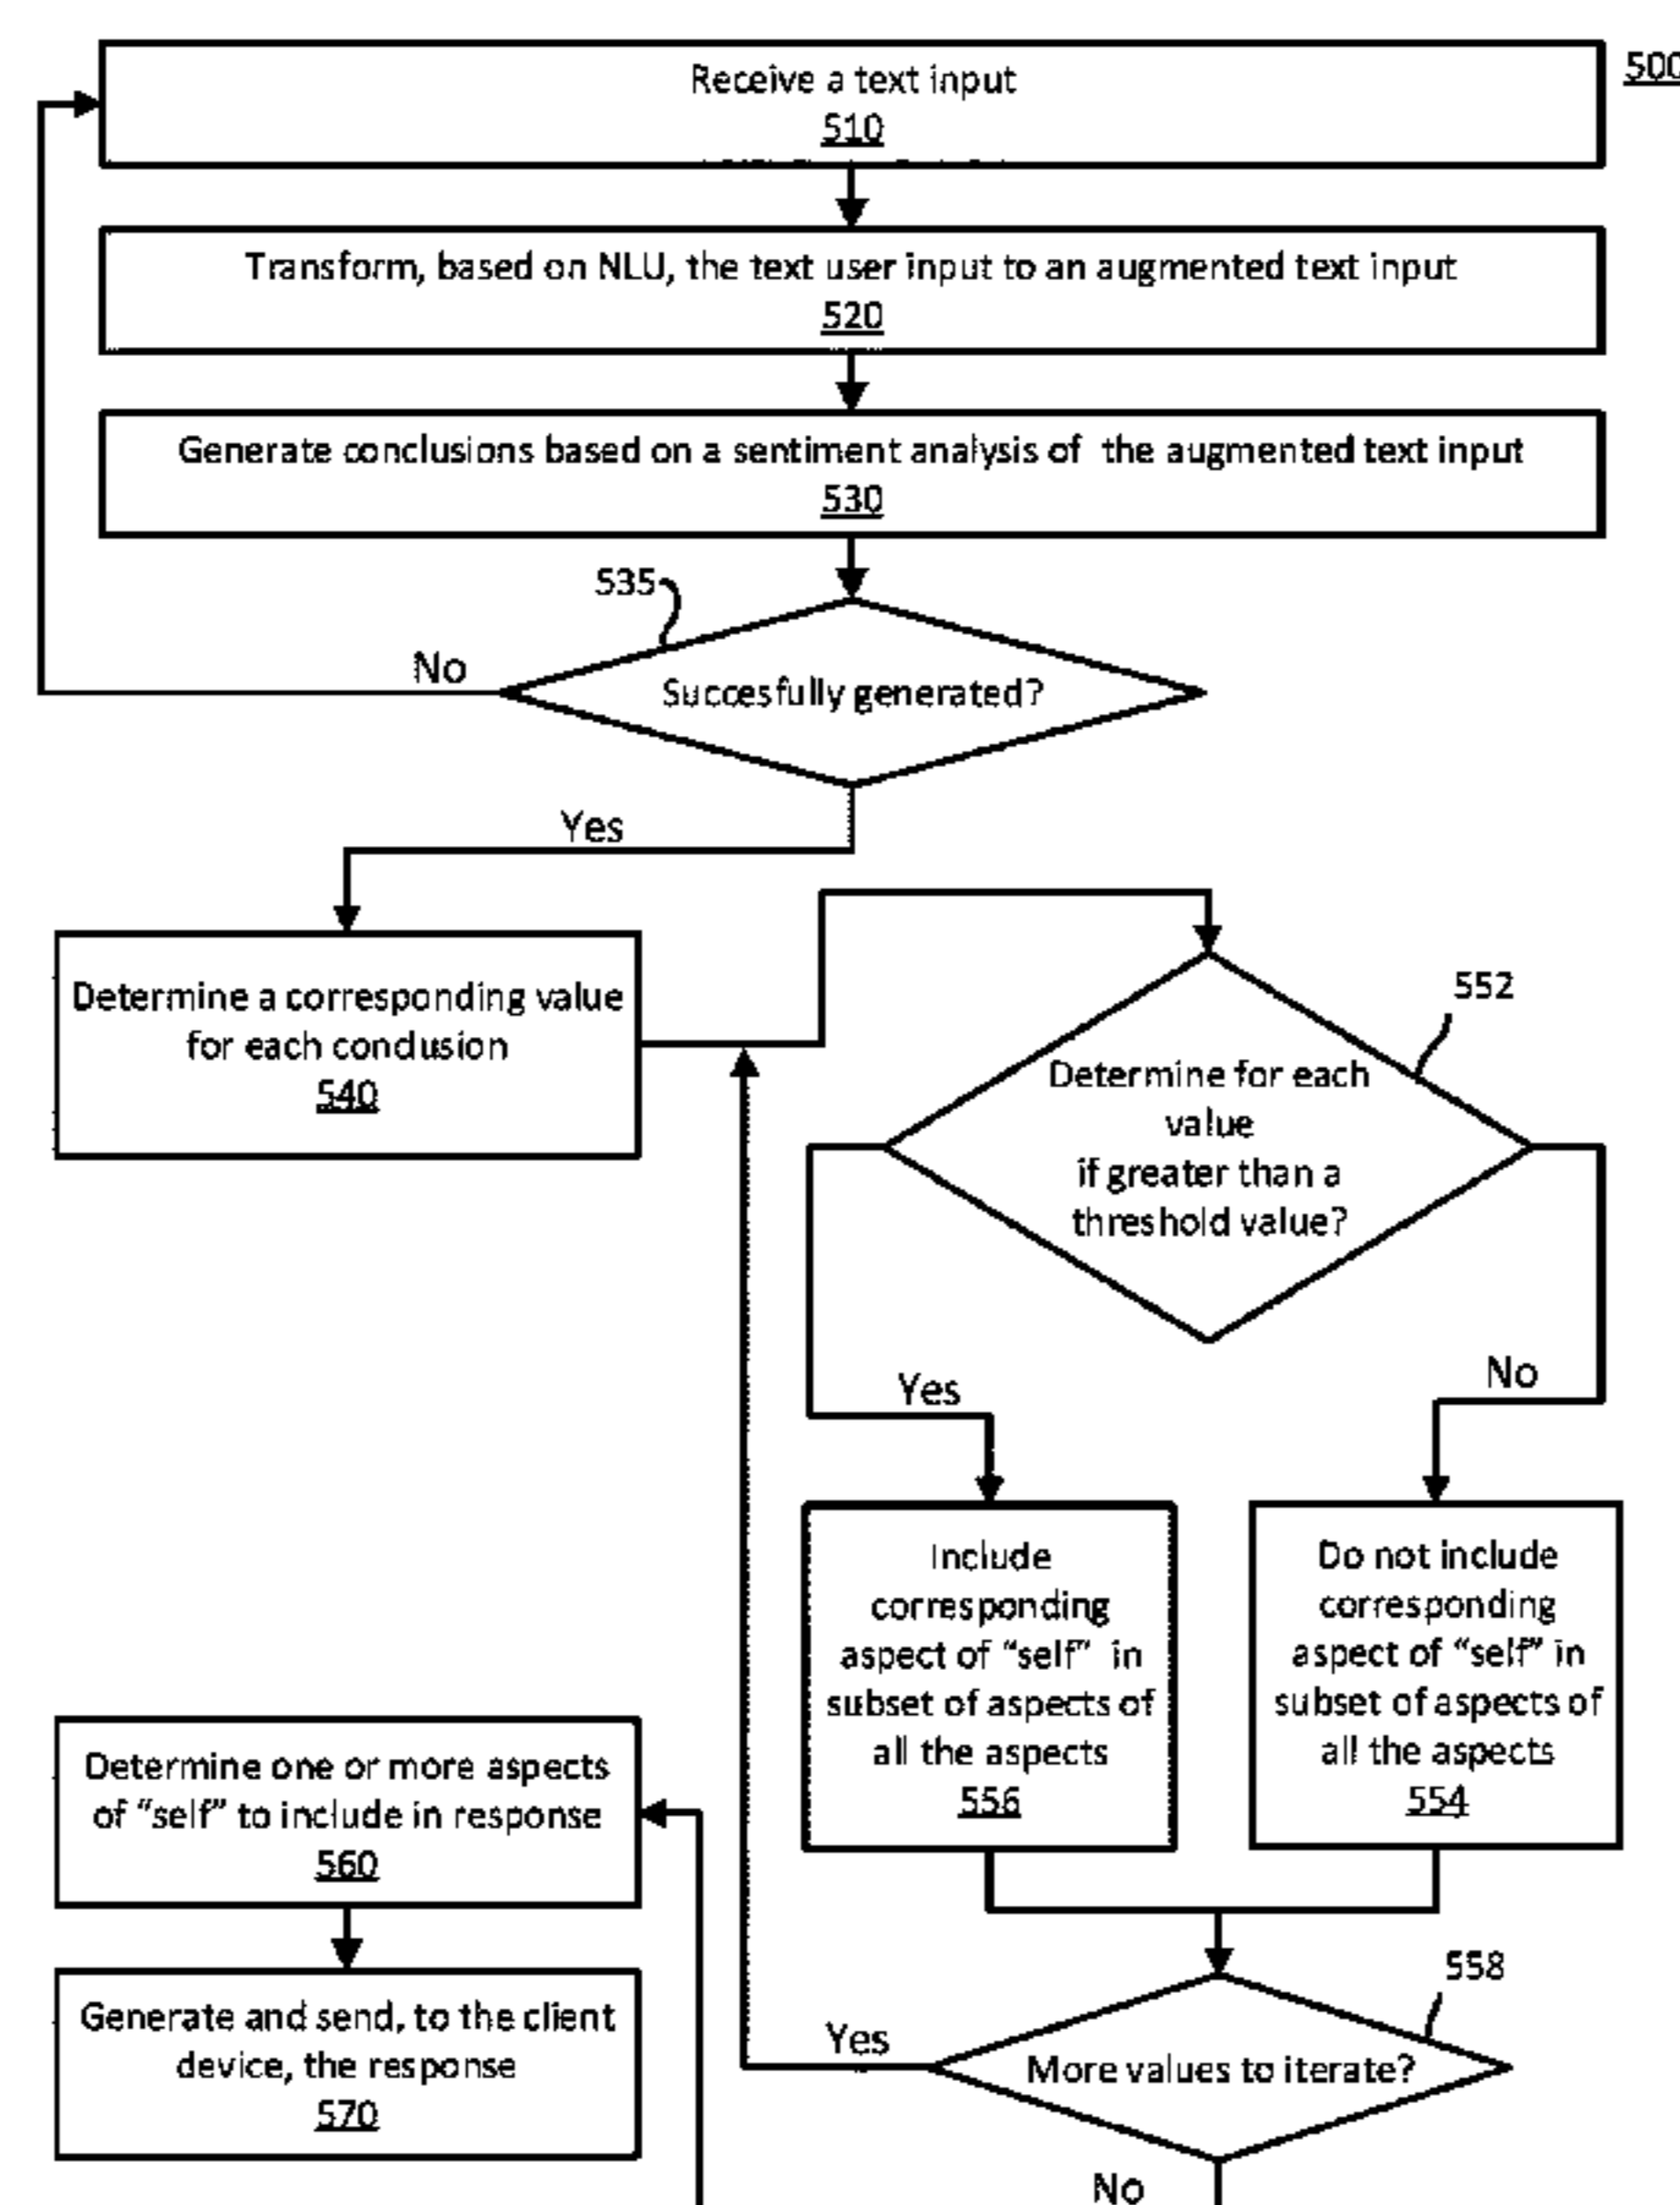 500
Receive a text input
510
Transform, based on NLU, the text user input to an augmented text input
520
Generate conclusions based on a sentiment analysis of the augmented text input
530
535
No
Succesfully generated?
Yes
Determine a corresponding value
for each conclusion
540
552
Determine for each
value
if greater than a
threshold value?
Yes
No
Include
corresponding
aspect of “self” in
subset of aspects of
all the aspects
556
Do not include
corresponding
aspect of “self” in
subset of aspects of
all the aspects
554
Determine one or more aspects
of “self” to include in response
560
558
Yes
More values to iterate?
Generate and send, to the client
device, the response
570
No